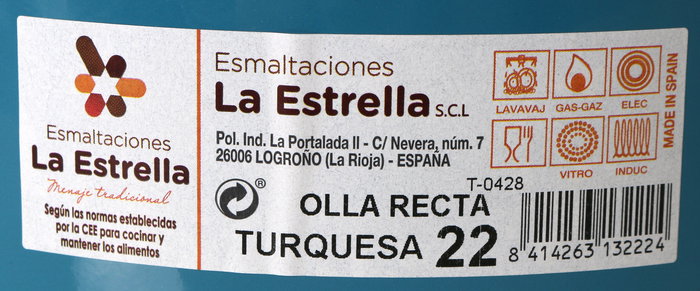 Esmaltaciones
La Estrella
Menaje tradicional
Según las normas establecidas
por la CEE para cocinar y
mantener los alimentos
Esmaltaciones
La Estrella S.C.L
Pol. Ind. La Portalada II - C/ Nevera, núm. 7
26006 LOGROÑO (La Rioja) - ESPAÑA
®
OLLA RECTA
TURQUESA 22
LAVAVAJ GAS-GAZ ELEC
VITRO INDUC
MADE IN SPAIN
T-0428
8 414263 132224